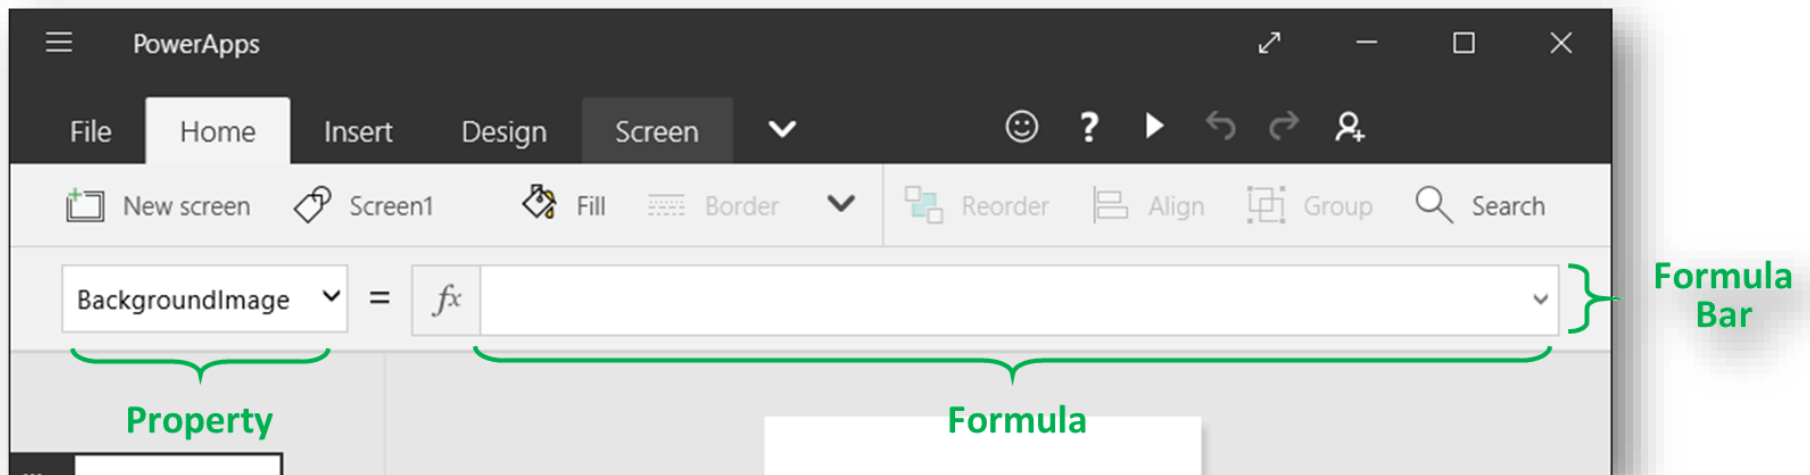 PowerApps
File Home Insert Design Screen ?
New screen Screen1 Fill Border Reorder Align Group Search
BackgroundImage = fx
Formula
Bar
Property Formula